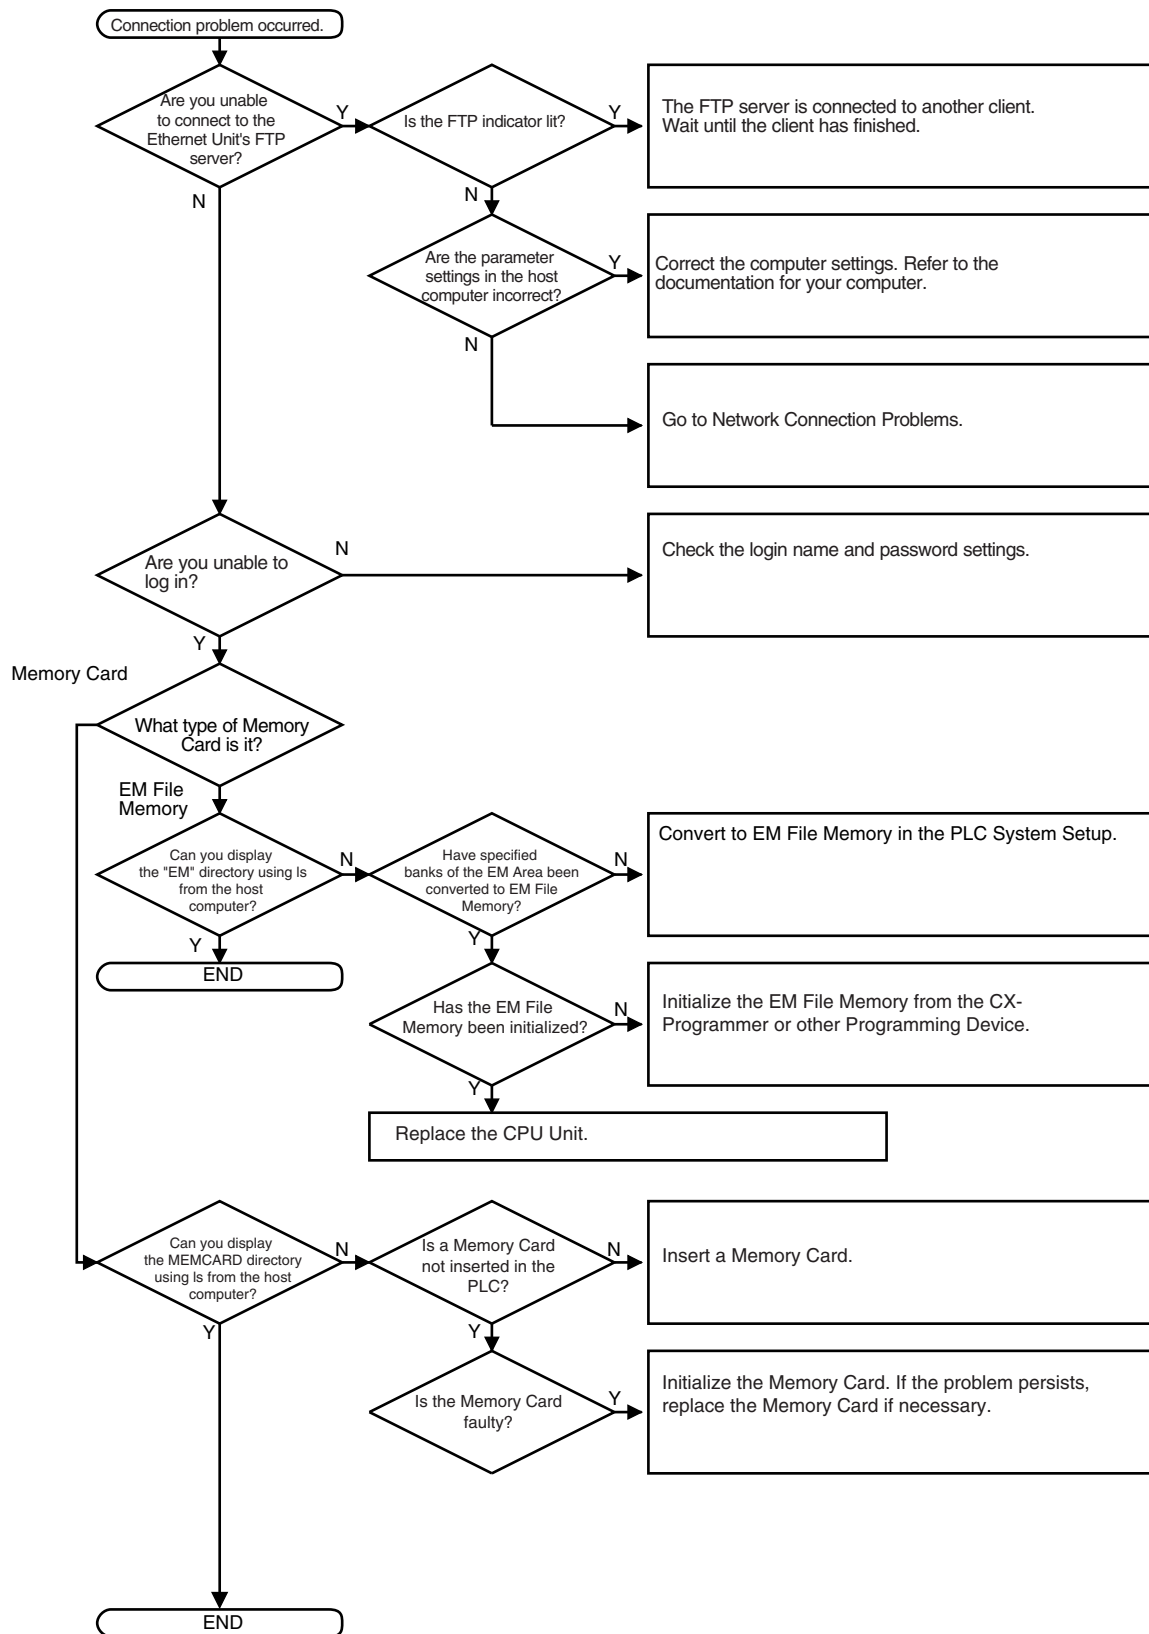 Connection problem occurred.
Are you unable
to connect to the
Ethernet Unit's FTP
server?
Y
Is the FTP indicator lit?
Y
The FTP server is connected to another client.
Wait until the client has finished.
N
N
Are the parameter
settings in the host
computer incorrect?
Y
Correct the computer settings. Refer to the
documentation for your computer.
N
Go to Network Connection Problems.
Are you unable to
log in?
N
Check the login name and password settings.
Y
Memory Card
What type of Memory
Card is it?
EM File
Memory
Can you display
the "EM" directory using ls
from the host
computer?
N
Have specified
banks of the EM Area been
converted to EM File
Memory?
N
Convert to EM File Memory in the PLC System Setup.
Y
END
Y
Has the EM File
Memory been initialized?
N
Initialize the EM File Memory from the CX-
Programmer or other Programming Device.
Y
Replace the CPU Unit.
Can you display
the MEMCARD directory
using ls from the host
computer?
N
Is a Memory Card
not inserted in the
PLC?
N
Insert a Memory Card.
Y
Y
Is the Memory Card
faulty?
Y
Initialize the Memory Card. If the problem persists,
replace the Memory Card if necessary.
END